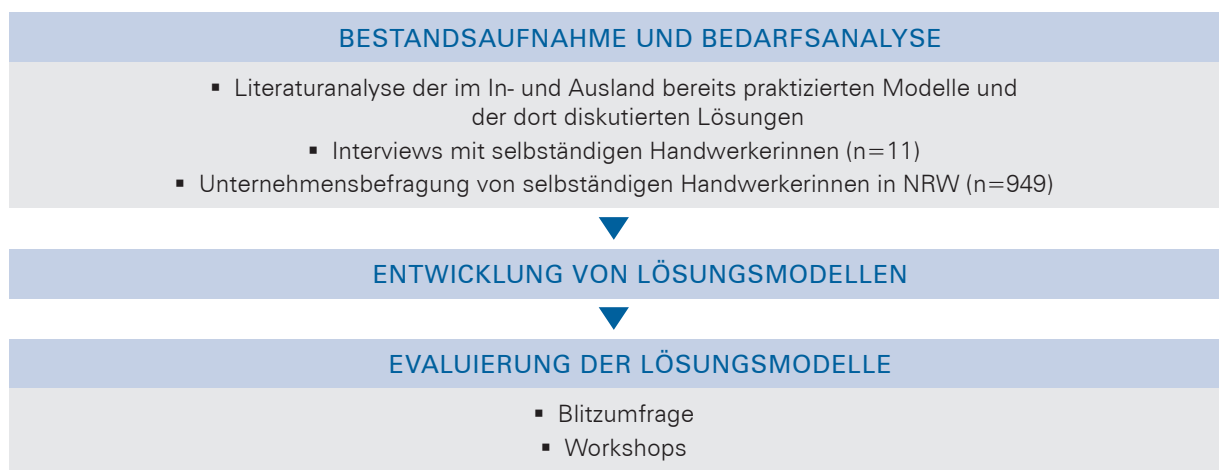 BESTANDSAUFNAHME UND BEDARFSANALYSE
▪ Literaturanalyse der im In- und Ausland bereits praktizierten Modelle und
der dort diskutierten Lösungen
▪ Interviews mit selbständigen Handwerkerinnen (n=11)
▪ Unternehmensbefragung von selbständigen Handwerkerinnen in NRW (n=949)
ENTWICKLUNG VON LÖSUNGSMODELLEN
EVALUIERUNG DER LÖSUNGSMODELLE
▪ Blitzumfrage
▪ Workshops